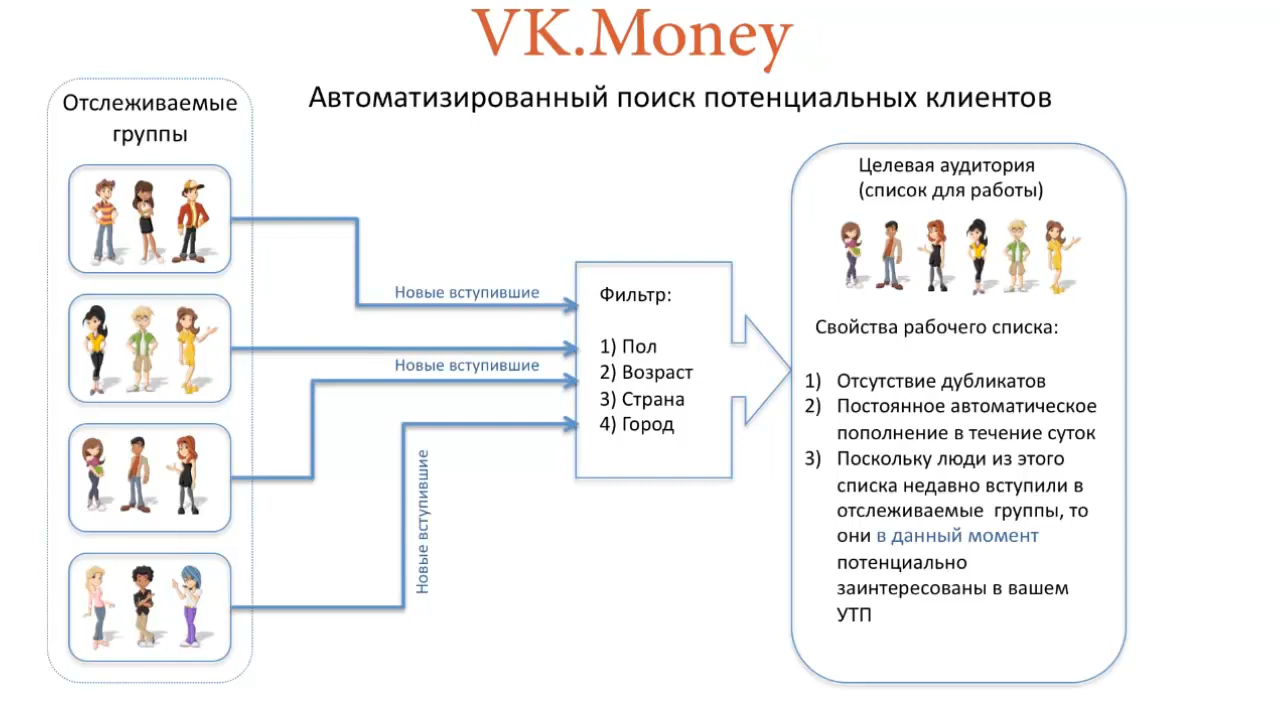 VK.Money
Автоматизированный поиск потенциальных клиентов
Отслеживаемые
группы
Новые вступившие
Новые вступившие
Новые вступившие
Фильтр:
1) Пол
2) Возраст
3) Страна
4) Город
Целевая аудитория
(список для работы)
Свойства рабочего списка:
1) Отсутствие дубликатов
2) Постоянное автоматическое
пополнение в течение суток
3) Поскольку люди из этого
списка недавно вступили в
отслеживаемые группы, то
они в данный момент
потенциально
заинтересованы в вашем
УТП